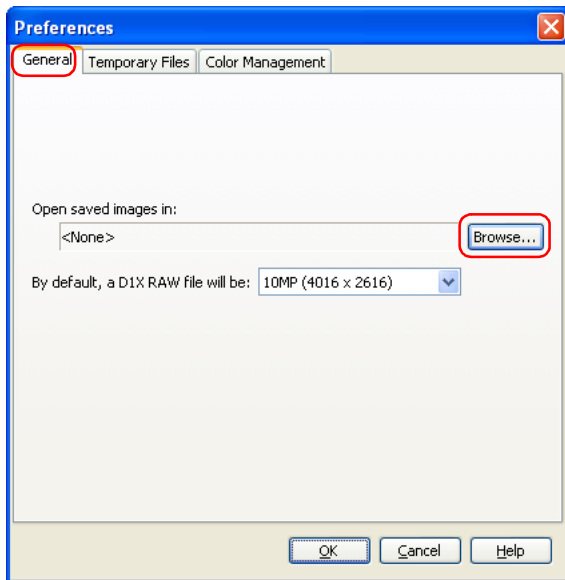 Preferences
General Temporary Files Color Management
Open saved images in:
<None> Browse...
By default, a D1X RAW file will be: 10MP (4016 x 2616)
OK Cancel Help